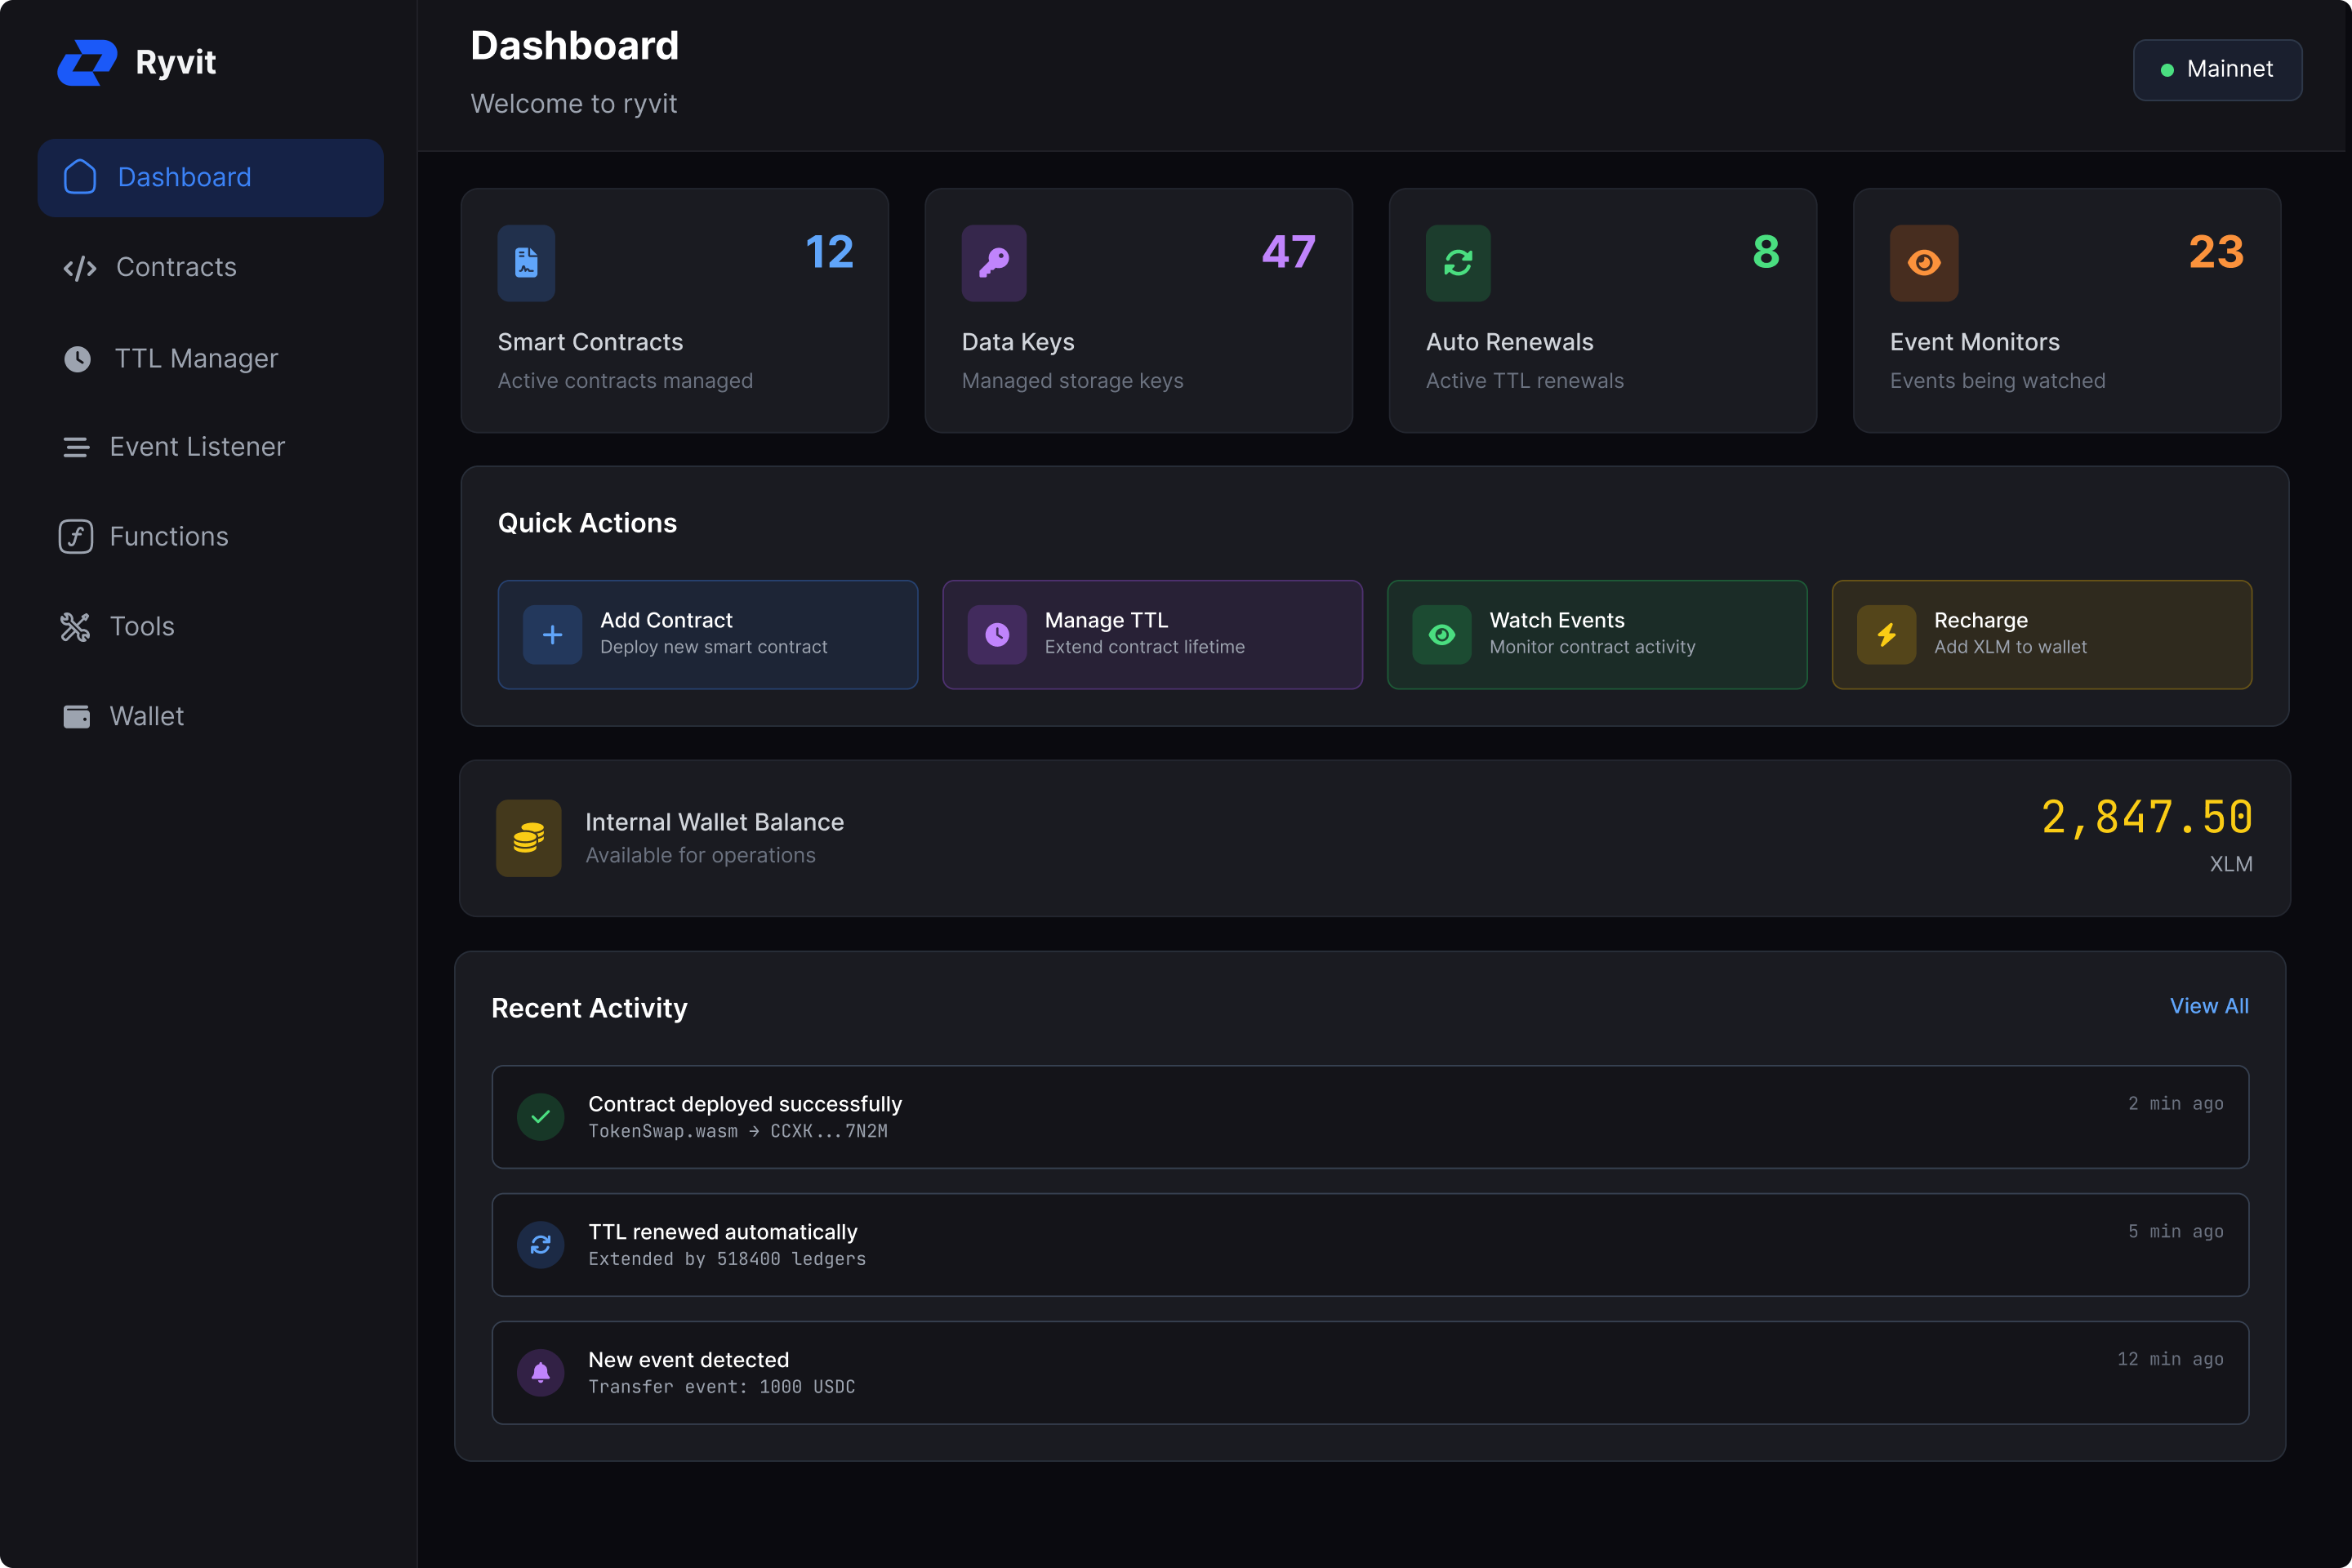 Ryvit
Dashboard
Contracts
TTL Manager
Event Listener
Functions
Tools
Wallet
Dashboard
Welcome to ryvit
Mainnet
12
Smart Contracts
Active contracts managed
47
Data Keys
Managed storage keys
8
Auto Renewals
Active TTL renewals
23
Event Monitors
Events being watched
Quick Actions
Add Contract
Deploy new smart contract
Manage TTL
Extend contract lifetime
Watch Events
Monitor contract activity
Recharge
Add XLM to wallet
Internal Wallet Balance
Available for operations
2,847.50
XLM
Recent Activity
View All
Contract deployed successfully
TokenSwap.wasm → CCXK...7N2M
2 min ago
TTL renewed automatically
Extended by 518400 ledgers
5 min ago
New event detected
Transfer event: 1000 USDC
12 min ago